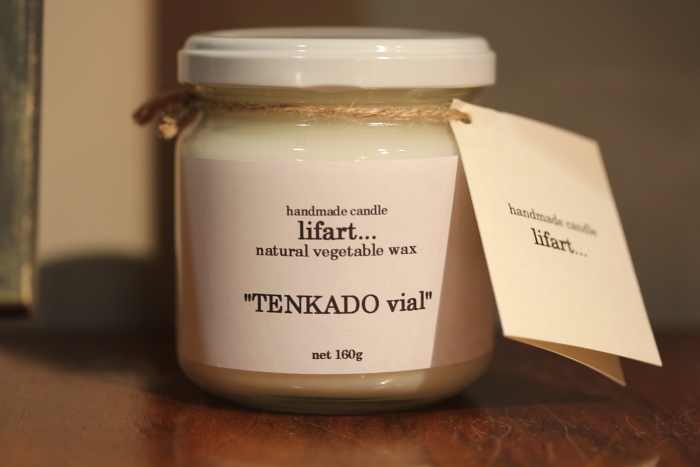 handmade candle
lifart...
natural vegetable wax
"TENKADO vial"
net 160g
handmade candle
lifart...